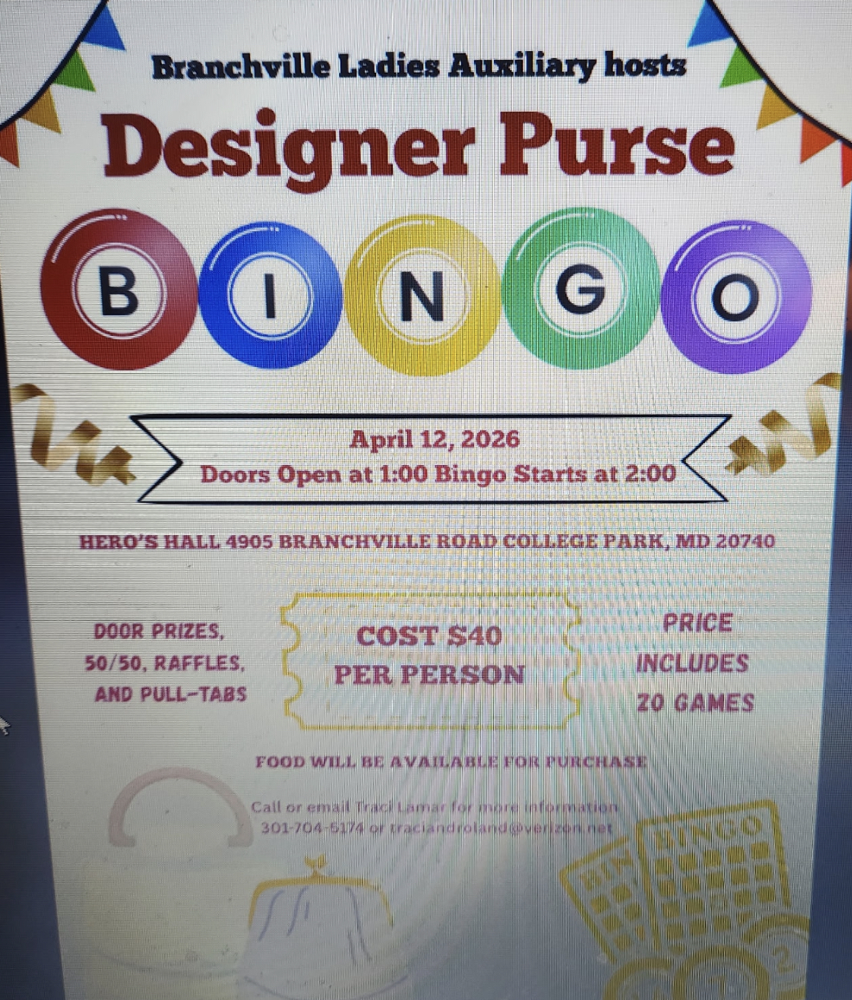 Branchville Ladies Auxiliary hosts
Designer Purse
BINGO
April 12, 2026
Doors Open at 1:00 Bingo Starts at 2:00
HERO'S HALL 4905 BRANCHVILLE ROAD COLLEGE PARK, MD 20740
DOOR PRIZES,
50/50, RAFFLES,
AND PULL-TABS
COST $40
PER PERSON
PRICE
INCLUDES
20 GAMES
FOOD WILL BE AVAILABLE FOR PURCHASE
Call or email Traci Lamar for more information
301-704-5174 or traciandroland@verizon.net
BIN
BINGO
2